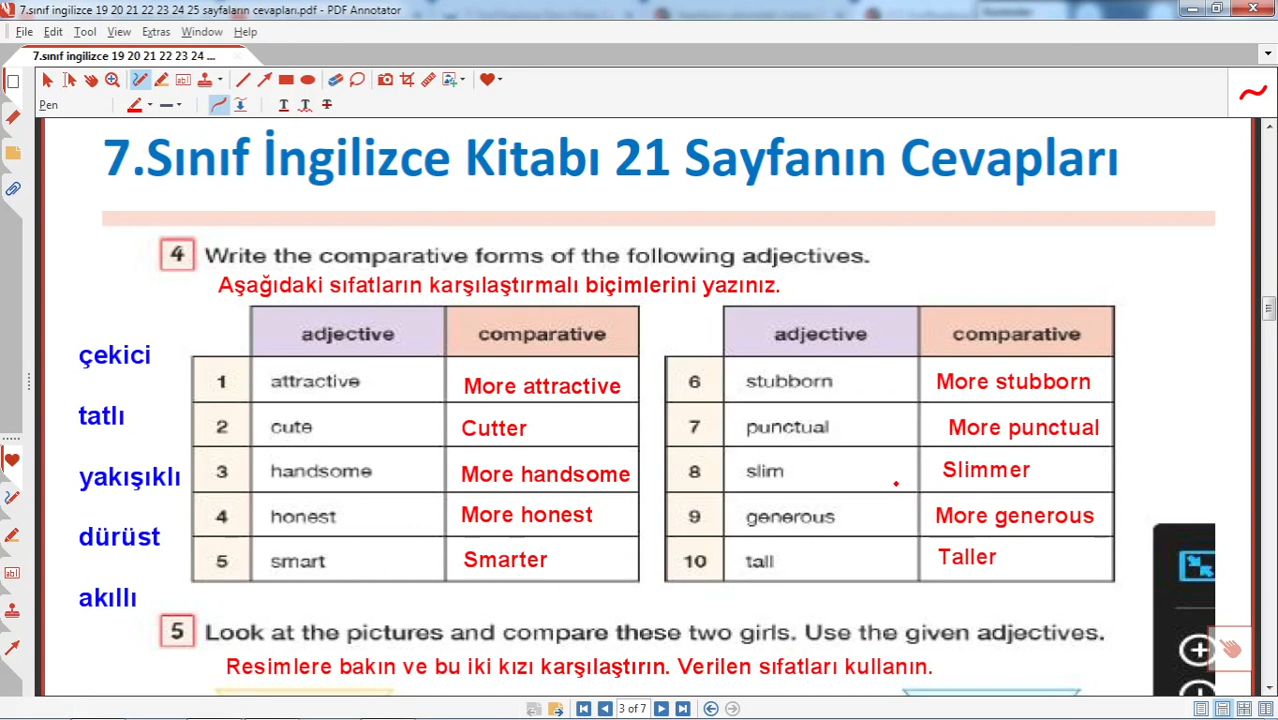 7.sınıf ingilizce 19 20 21 22 23 24 25 sayfaların cevapları.pdf - PDF Annotator
File Edit Tool View Extras Window Help
7.sınıf ingilizce 19 20 21 22 23 24 ...
Pen
7.Sınıf İngilizce Kitabı 21 Sayfanın Cevapları
4 Write the comparative forms of the following adjectives.
Aşağıdaki sıfatların karşılaştırmalı biçimlerini yazınız.
adjective comparative adjective comparative
çekici
1 attractive More attractive 6 stubborn More stubborn
tatlı
2 cute Cutter 7 punctual More punctual
yakışıklı
3 handsome More handsome 8 slim Slimmer
dürüst
4 honest More honest 9 generous More generous
5 smart Smarter 10 tall Taller
akıllı
5 Look at the pictures and compare these two girls. Use the given adjectives.
Resimlere bakın ve bu iki kızı karşılaştırın. Verilen sıfatları kullanın.
3 of 7